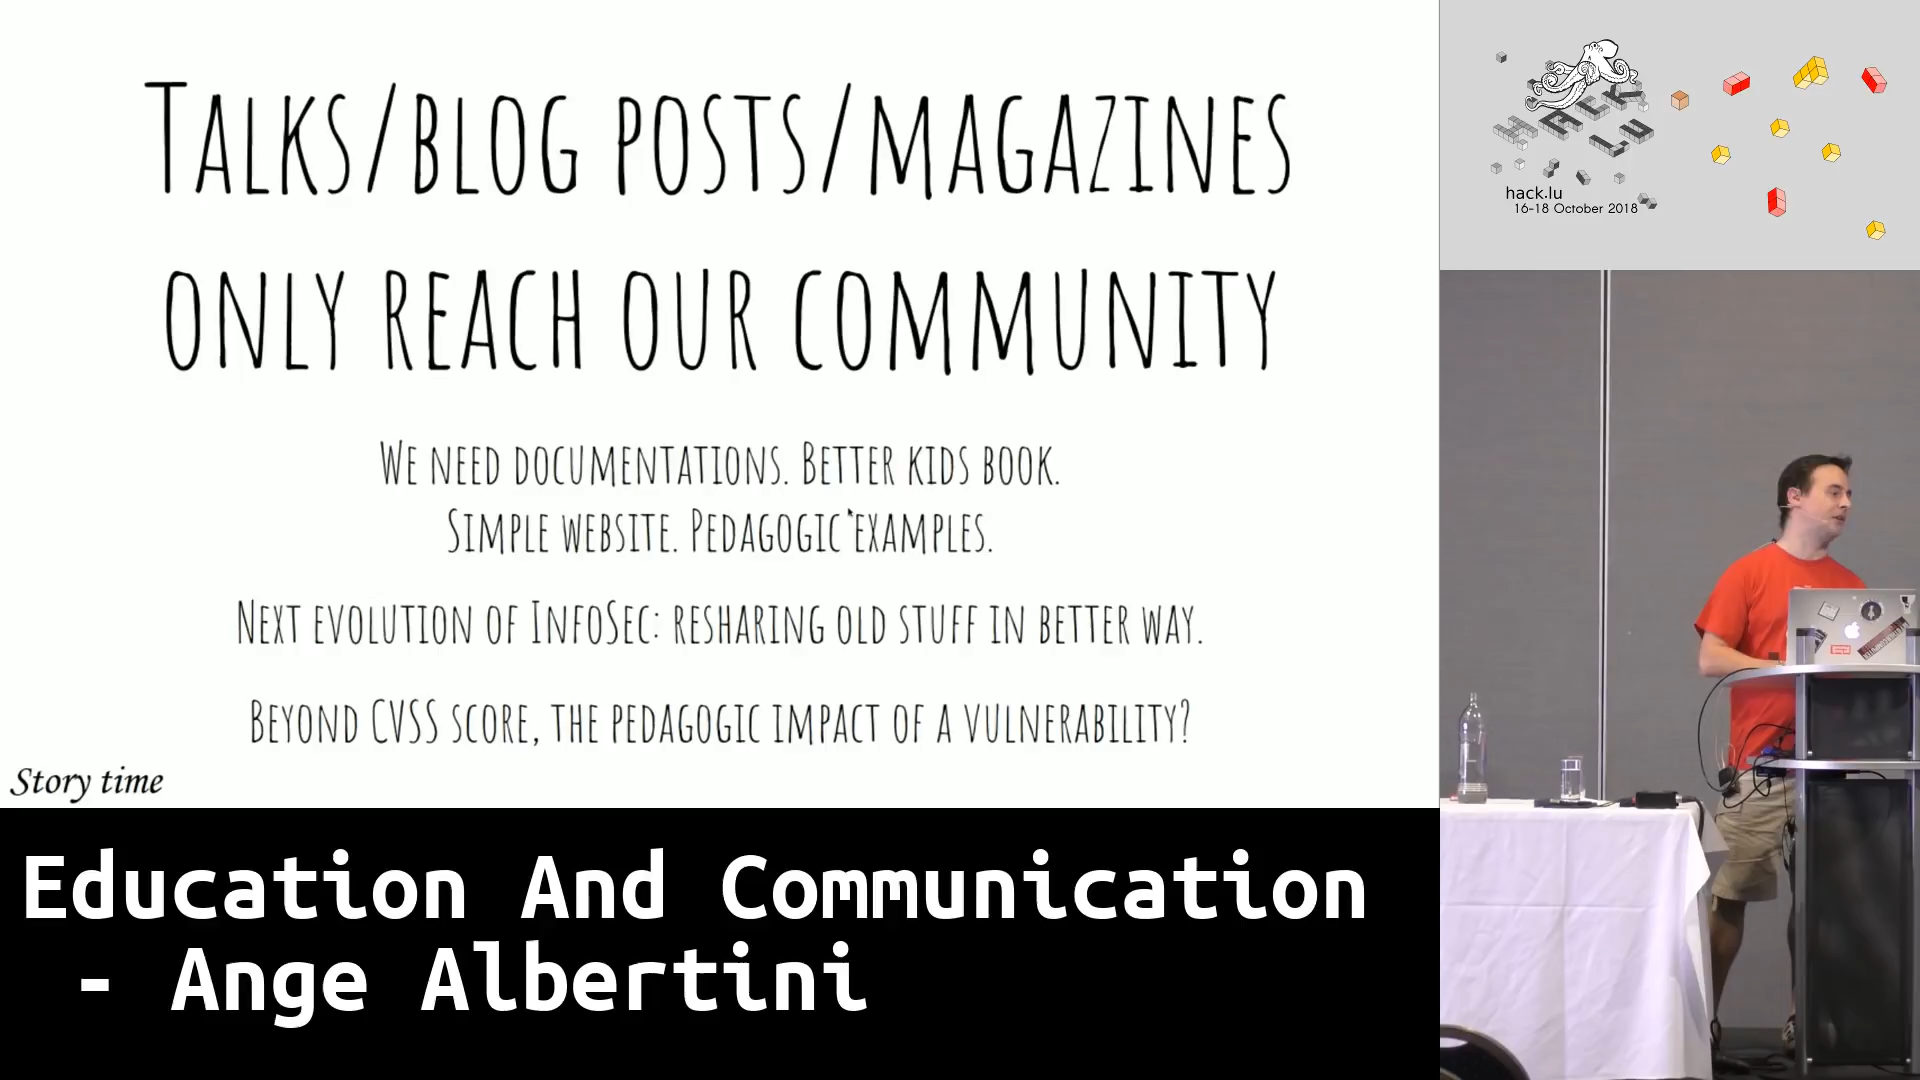 TALKS/BLOG POSTS/MAGAZINES
ONLY REACH OUR COMMUNITY
WE NEED DOCUMENTATIONS. BETTER KIDS BOOK.
SIMPLE WEBSITE. PEDAGOGIC EXAMPLES.
NEXT EVOLUTION OF INFOSEC: RESHARING OLD STUFF IN BETTER WAY.
BEYOND CVSS SCORE, THE PEDAGOGIC IMPACT OF A VULNERABILITY?
Story time
Education And Communication
- Ange Albertini
HACK
LU
hack.lu
16-18 October 2018